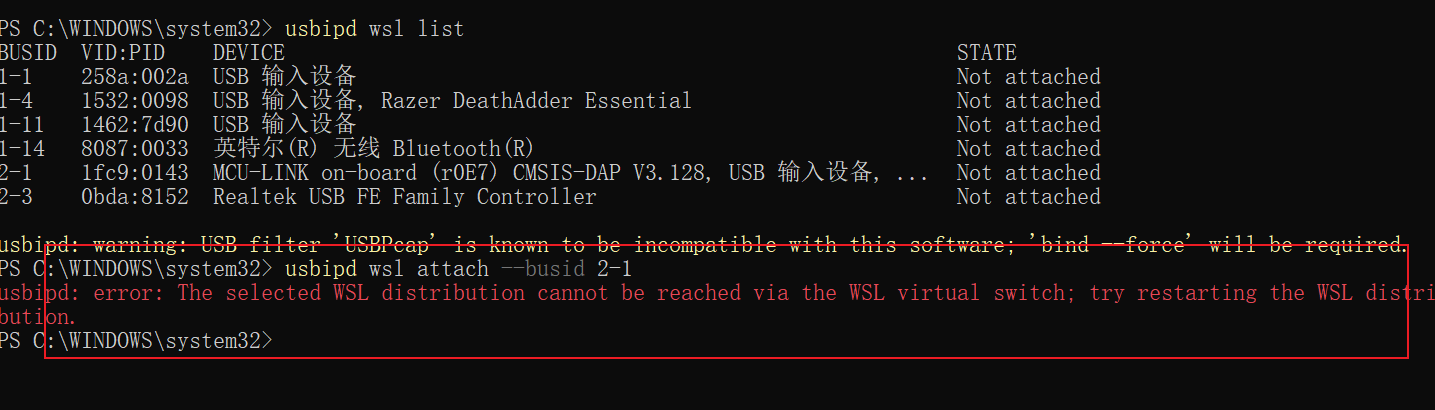 PS C:\WINDOWS\system32> usbipd wsl list
BUSID  VID:PID    DEVICE                                                        STATE
1-1    258a:002a  USB 输入设备                                                  Not attached
1-4    1532:0098  USB 输入设备, Razer DeathAdder Essential                      Not attached
1-11   1462:7d90  USB 输入设备                                                  Not attached
1-14   8087:0033  英特尔(R) 无线 Bluetooth(R)                                   Not attached
2-1    1fc9:0143  MCU-LINK on-board (r0E7) CMSIS-DAP V3.128, USB 输入设备, ...  Not attached
2-3    0bda:8152  Realtek USB FE Family Controller                              Not attached
usbipd: warning: USB filter 'USBPcap' is known to be incompatible with this software; 'bind --force' will be required.
PS C:\WINDOWS\system32> usbipd wsl attach --busid 2-1
usbipd: error: The selected WSL distribution cannot be reached via the WSL virtual switch; try restarting the WSL distri
bution.
PS C:\WINDOWS\system32>